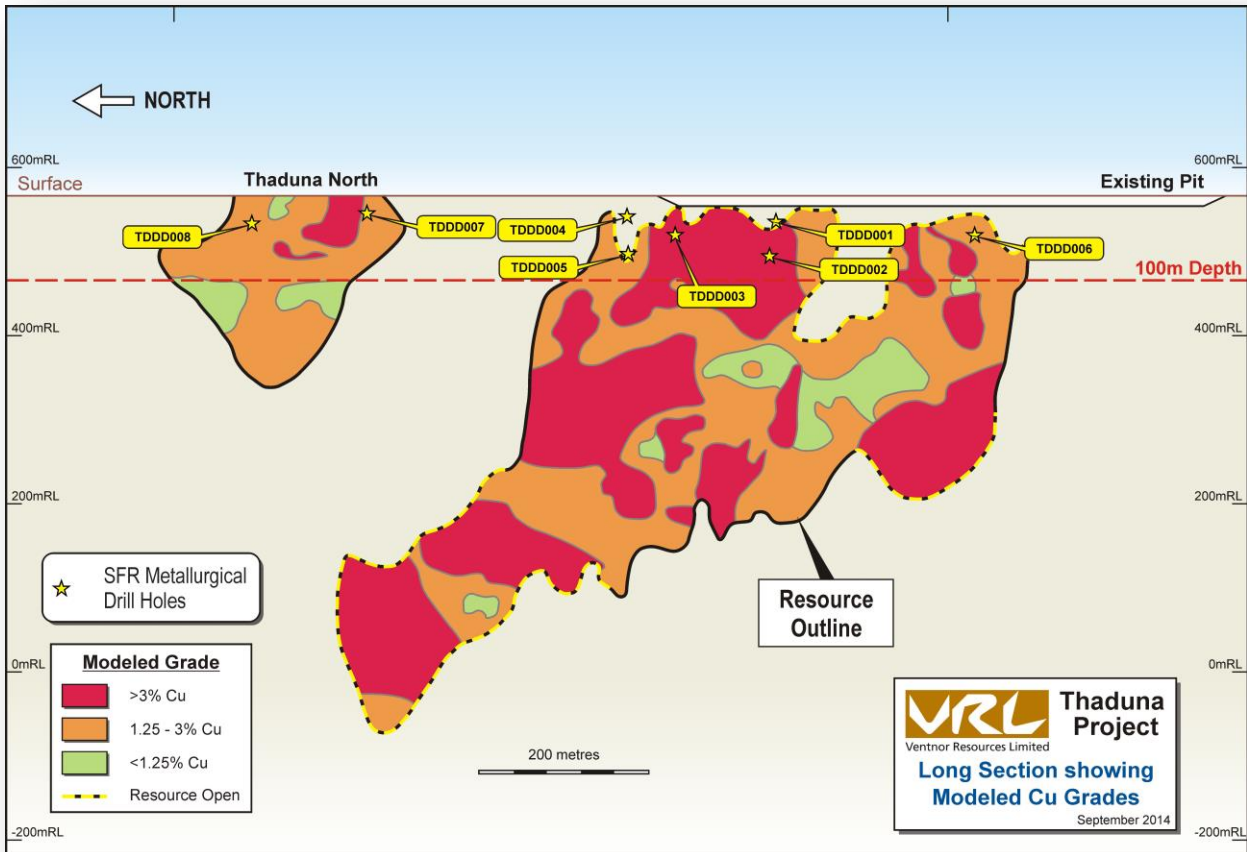 NORTH
600mRL
600mRL
Surface
Thaduna North
Existing Pit
TDDD008
TDDD007
TDDD004
TDDD005
TDDD003
TDDD001
TDDD002
TDDD006
100m Depth
400mRL
400mRL
200mRL
200mRL
SFR Metallurgical
Drill Holes
Resource
Outline
0mRL
0mRL
Modeled Grade
>3% Cu
1.25 - 3% Cu
<1.25% Cu
Resource Open
200 metres
VRL
Ventnor Resources Limited
Thaduna
Project
Long Section showing
Modeled Cu Grades
September 2014
-200mRL
-200mRL